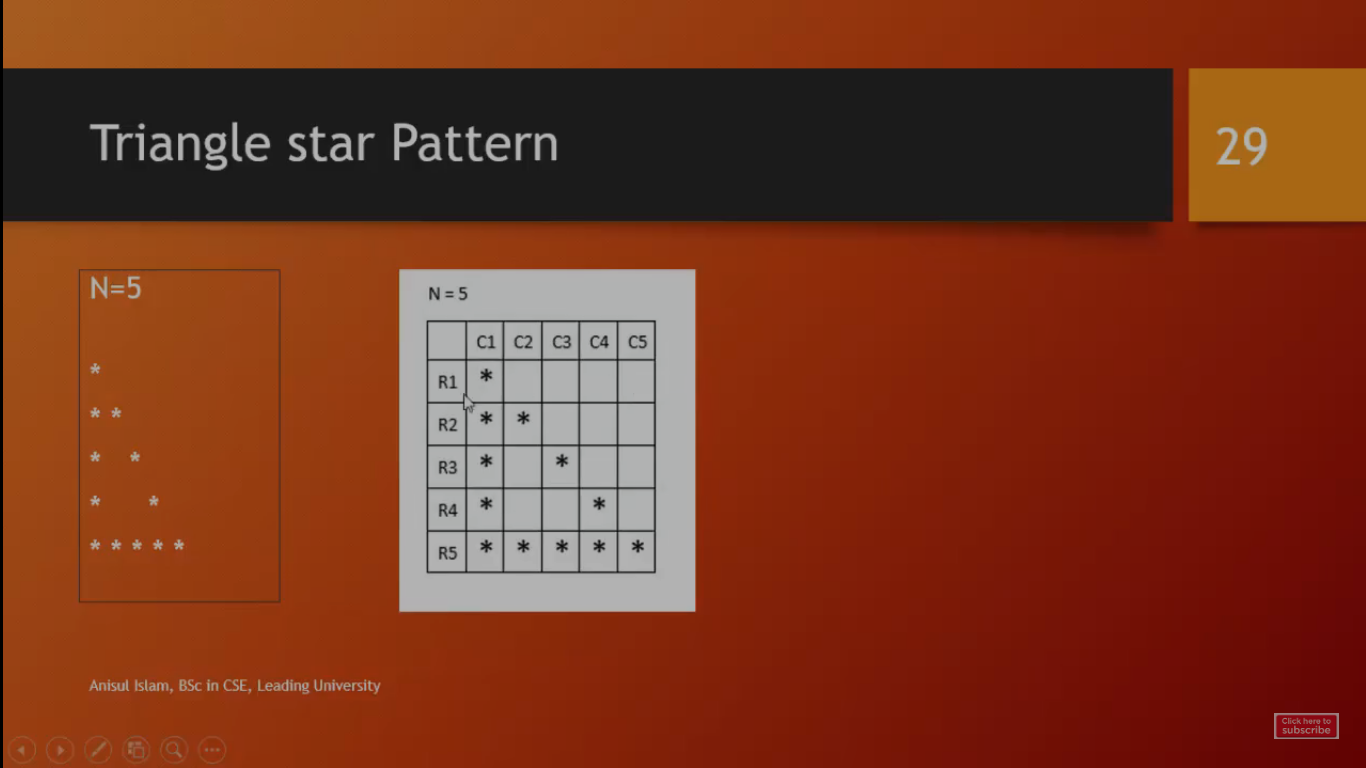 Triangle star Pattern
29
N=5
*
* *
*   *
*     *
* * * * *
N = 5
C1 C2 C3 C4 C5
R1 *
R2 * *
R3 *   *
R4 *     *
R5 * * * * *
Anisul Islam, BSc in CSE, Leading University
Click here to
subscribe